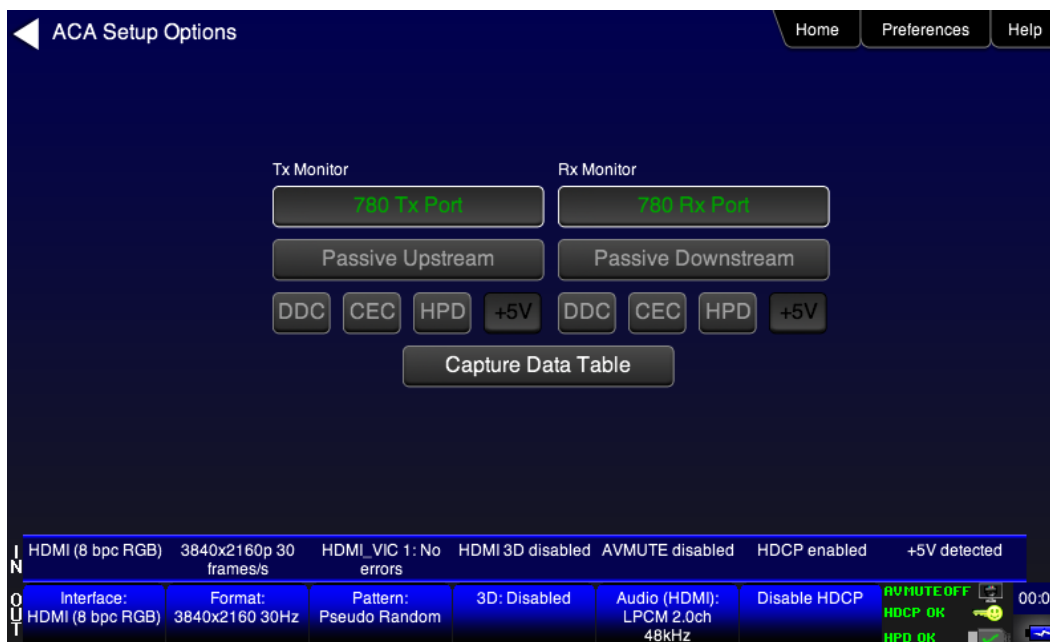 ACA Setup Options
Home
Preferences
Help
Tx Monitor
Rx Monitor
780 Tx Port
780 Rx Port
Passive Upstream
Passive Downstream
DDC
CEC
HPD
+5V
DDC
CEC
HPD
+5V
Capture Data Table
IN
HDMI (8 bpc RGB)
3840x2160p 30
frames/s
HDMI_VIC 1: No
errors
HDMI 3D disabled
AVMUTE disabled
HDCP enabled
+5V detected
OUT
Interface:
HDMI (8 bpc RGB)
Format:
3840x2160 30Hz
Pattern:
Pseudo Random
3D: Disabled
Audio (HDMI):
LPCM 2.0ch
48kHz
Disable HDCP
AVMUTEOFF
HDCP OK
HPD OK
00:0